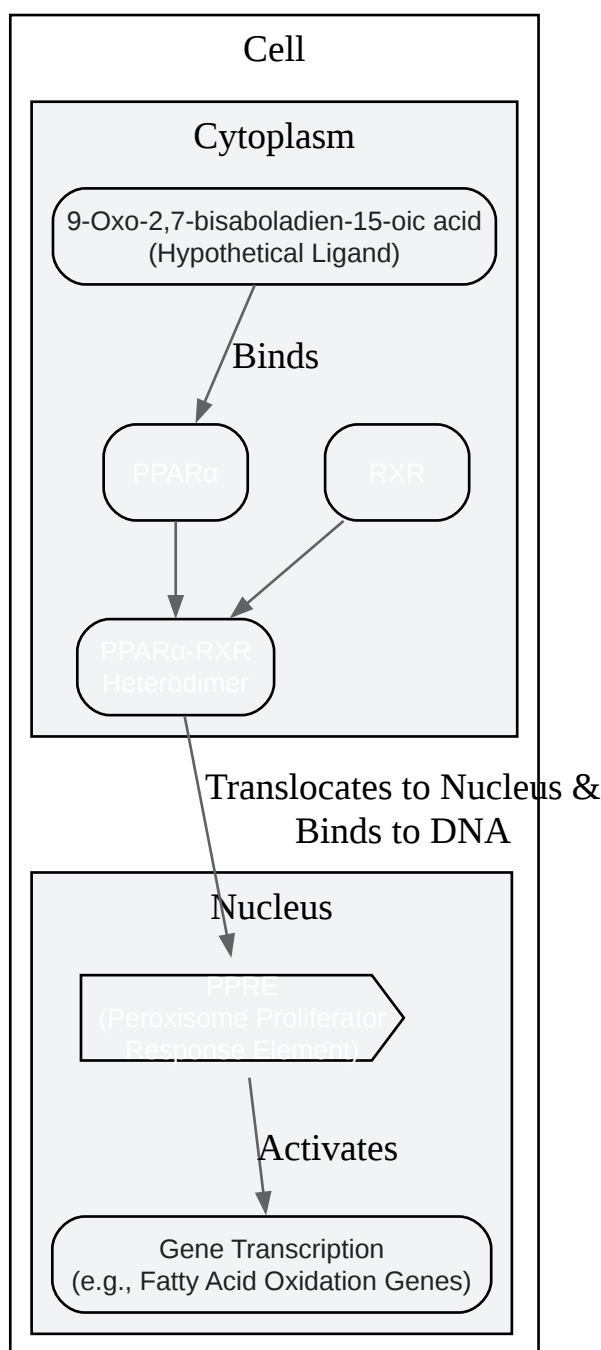 Cell
Cytoplasm
9-Oxo-2,7-bisaboladien-15-oic acid
(Hypothetical Ligand)
Binds
PPARα
RXR
PPARα-RXR
Heterodimer
Translocates to Nucleus &
Binds to DNA
Nucleus
PPRE
(Peroxisome Proliferator
Response Element)
Activates
Gene Transcription
(e.g., Fatty Acid Oxidation Genes)